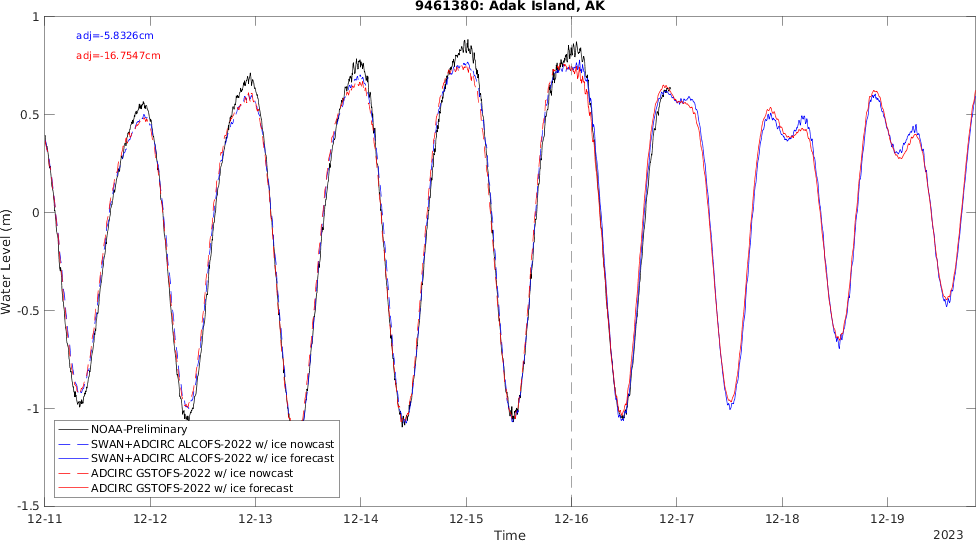 9461380: Adak Island, AK
adj=-5.8326cm
adj=-16.7547cm
1
0.5
0
-0.5
-1
-1.5
Water Level (m)
NOAA-Preliminary
SWAN+ADCIRC ALCOFS-2022 w/ ice nowcast
SWAN+ADCIRC ALCOFS-2022 w/ ice forecast
ADCIRC GSTOFS-2022 w/ ice nowcast
ADCIRC GSTOFS-2022 w/ ice forecast
12-11 12-12 12-13 12-14 12-15 12-16 12-17 12-18 12-19
Time
2023